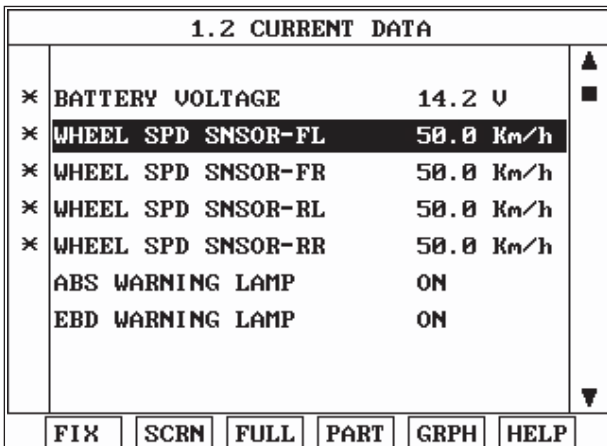 1.2 CURRENT DATA
× BATTERY VOLTAGE 14.2 V
× WHEEL SPD SNSOR-FL 50.0 Km/h
× WHEEL SPD SNSOR-FR 50.0 Km/h
× WHEEL SPD SNSOR-RL 50.0 Km/h
× WHEEL SPD SNSOR-RR 50.0 Km/h
ABS WARNING LAMP ON
EBD WARNING LAMP ON
FIX SCRN FULL PART GRPH HELP